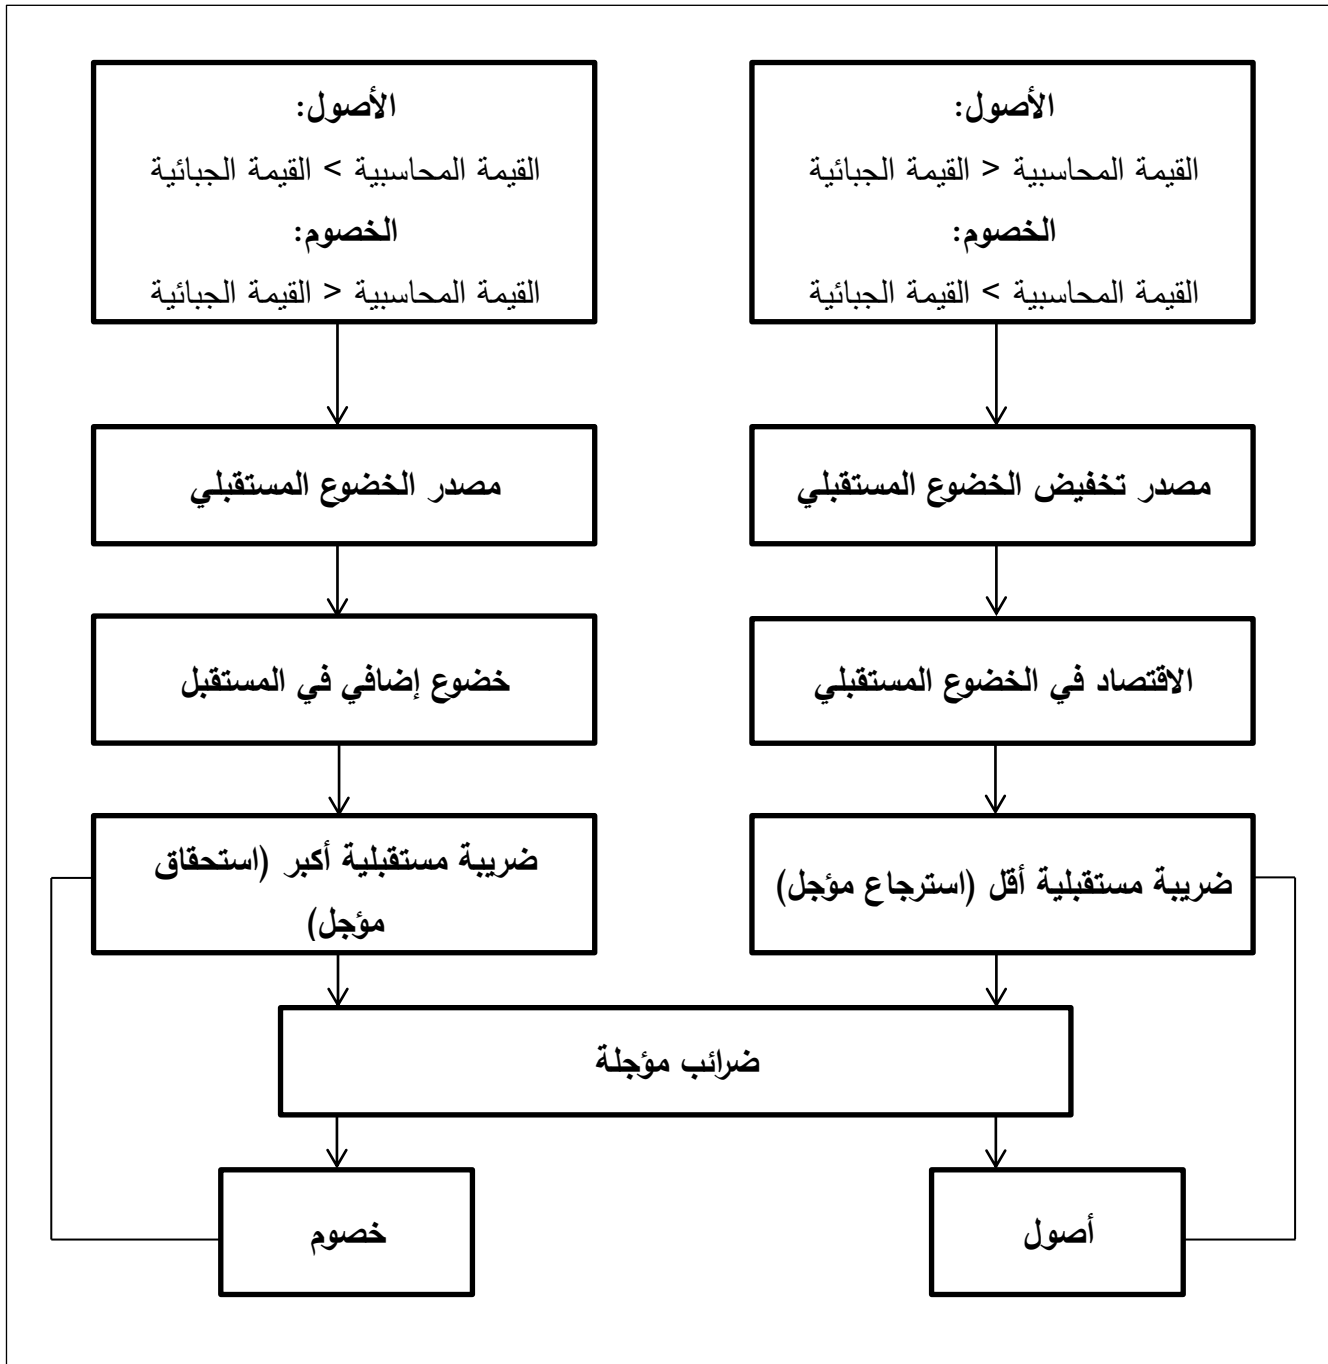 الأصول:
القيمة المحاسبية < القيمة الجبائية
الخصوم:
القيمة المحاسبية > القيمة الجبائية
الأصول:
القيمة المحاسبية > القيمة الجبائية
الخصوم:
القيمة المحاسبية < القيمة الجبائية
مصدر تخفيض الخضوع المستقبلي
مصدر الخضوع المستقبلي
الاقتصاد في الخضوع المستقبلي
خضوع إضافي في المستقبل
ضريبة مستقبلية أقل (استرجاع مؤجل)
ضريبة مستقبلية أكبر (استحقاق
مؤجل)
ضرائب مؤجلة
أصول
خصوم